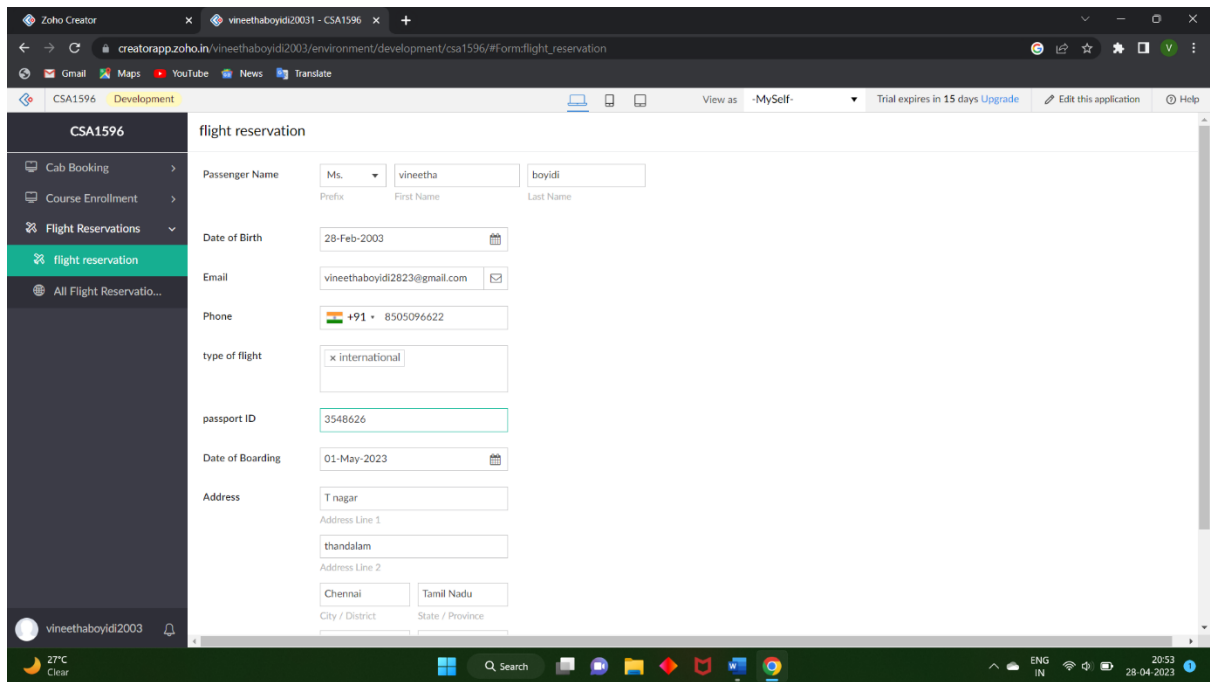 Zoho Creator
vineethaboyidi20031 - CSA1596
creatorapp.zoho.in/vineethaboyidi2003/environment/development/csa1596/#Form:flight_reservation
V
Gmail
Maps
YouTube
News
Translate
CSA1596
Development
View as
-MySelf-
Trial expires in 15 days Upgrade
Edit this application
Help
CSA1596
Cab Booking
Course Enrollment
Flight Reservations
flight reservation
All Flight Reservatio...
vineethaboyidi2003
flight reservation
Passenger Name
Ms.
vineetha
boyidi
Prefix
First Name
Last Name
Date of Birth
28-Feb-2003
Email
vineethaboyidi2823@gmail.com
Phone
+91
8505096622
type of flight
× international
passport ID
3548626
Date of Boarding
01-May-2023
Address
T nagar
Address Line 1
thandalam
Address Line 2
Chennai
Tamil Nadu
City / District
State / Province
27°C
Clear
Search
ENG
IN
20:53
28-04-2023
1